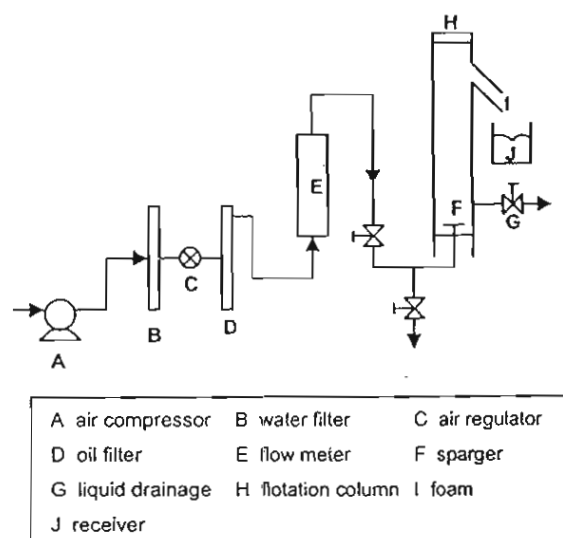 H
I
J
E
F
G
C
B
D
A
A air compressor B water filter C air regulator
D oil filter E flow meter F sparger
G liquid drainage H flotation column I foam
J receiver